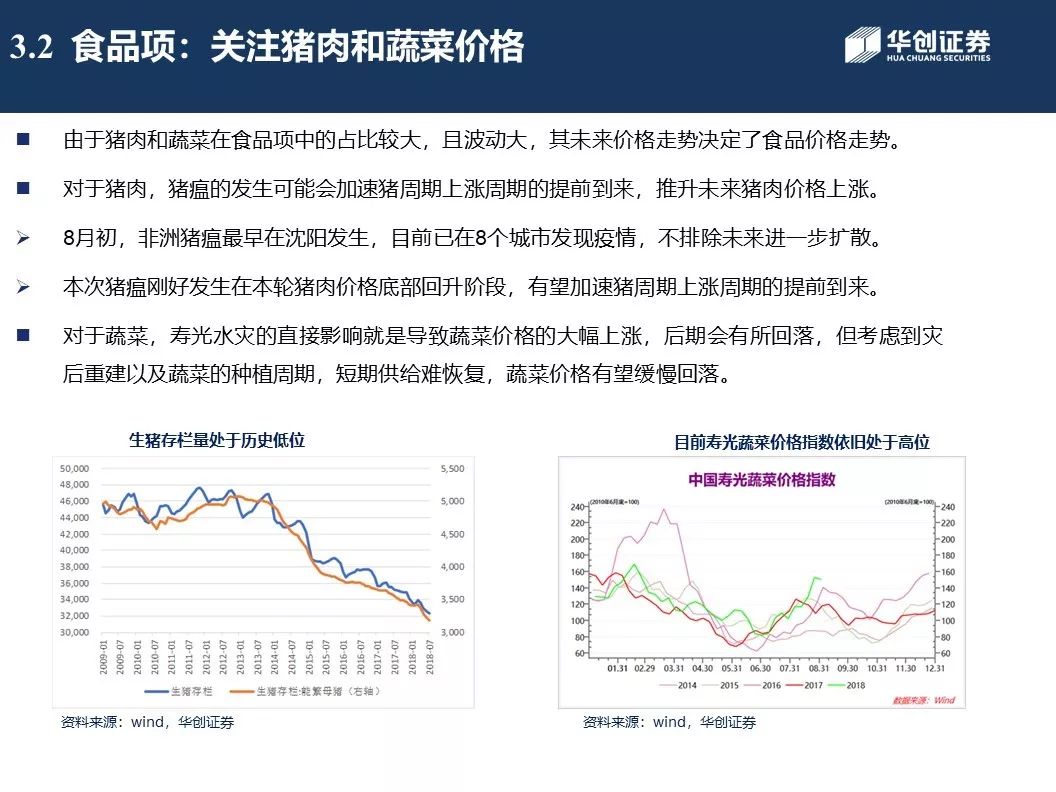 3.2 食品项：关注猪肉和蔬菜价格
华创证券
HUA CHUANG SECURITIES
由于猪肉和蔬菜在食品项中的占比较大，且波动大，其未来价格走势决定了食品价格走势。
对于猪肉，猪瘟的发生可能会加速猪周期上涨周期的提前到来，推升未来猪肉价格上涨。
8月初，非洲猪瘟最早在沈阳发生，目前已在8个城市发现疫情，不排除未来进一步扩散。
本次猪瘟刚好发生在本轮猪肉价格底部回升阶段，有望加速猪周期上涨周期的提前到来。
对于蔬菜，寿光水灾的直接影响就是导致蔬菜价格的大幅上涨，后期会有所回落，但考虑到灾
后重建以及蔬菜的种植周期，短期供给难恢复，蔬菜价格有望缓慢回落。
生猪存栏量处于历史低位
50,000
48,000
46,000
44,000
42,000
40,000
38,000
36,000
34,000
32,000
30,000
5,500
5,000
4,500
4,000
3,500
3,000
2009-01
2009-07
2010-01
2010-07
2011-01
2011-07
2012-01
2012-07
2013-01
2013-07
2014-01
2014-07
2015-01
2015-07
2016-01
2016-07
2017-01
2017-07
2018-01
2018-07
生猪存栏 生猪存栏:能繁母猪（右轴）
资料来源：wind，华创证券
目前寿光蔬菜价格指数依旧处于高位
中国寿光蔬菜价格指数
(2010年6月底=100) (2010年6月底=100)
240 240
220 220
200 200
180 180
160 160
140 140
120 120
100 100
80 80
60 60
01.31 02.29 03.31 04.30 05.31 06.30 07.31 08.31 09.30 10.31 11.30 12.31
2014 2015 2016 2017 2018
数据来源：Wind
资料来源：wind，华创证券